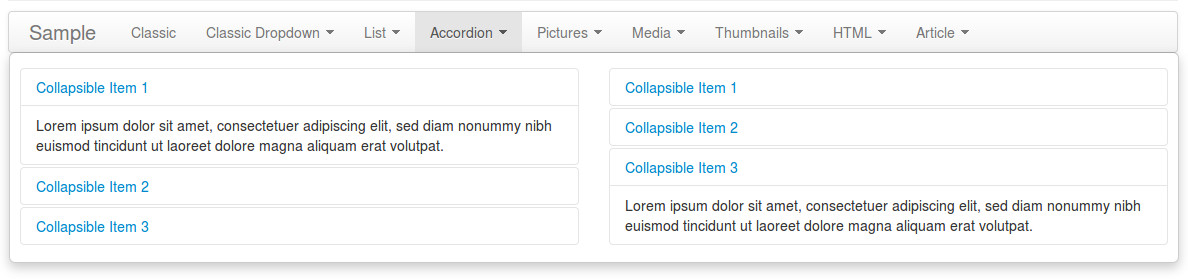 Sample Classic Classic Dropdown List Accordion Pictures Media Thumbnails HTML Article
Collapsible Item 1
Lorem ipsum dolor sit amet, consectetuer adipiscing elit, sed diam nonummy nibh
euismod tincidunt ut laoreet dolore magna aliquam erat volutpat.
Collapsible Item 2
Collapsible Item 3
Collapsible Item 1
Collapsible Item 2
Collapsible Item 3
Lorem ipsum dolor sit amet, consectetuer adipiscing elit, sed diam nonummy nibh
euismod tincidunt ut laoreet dolore magna aliquam erat volutpat.